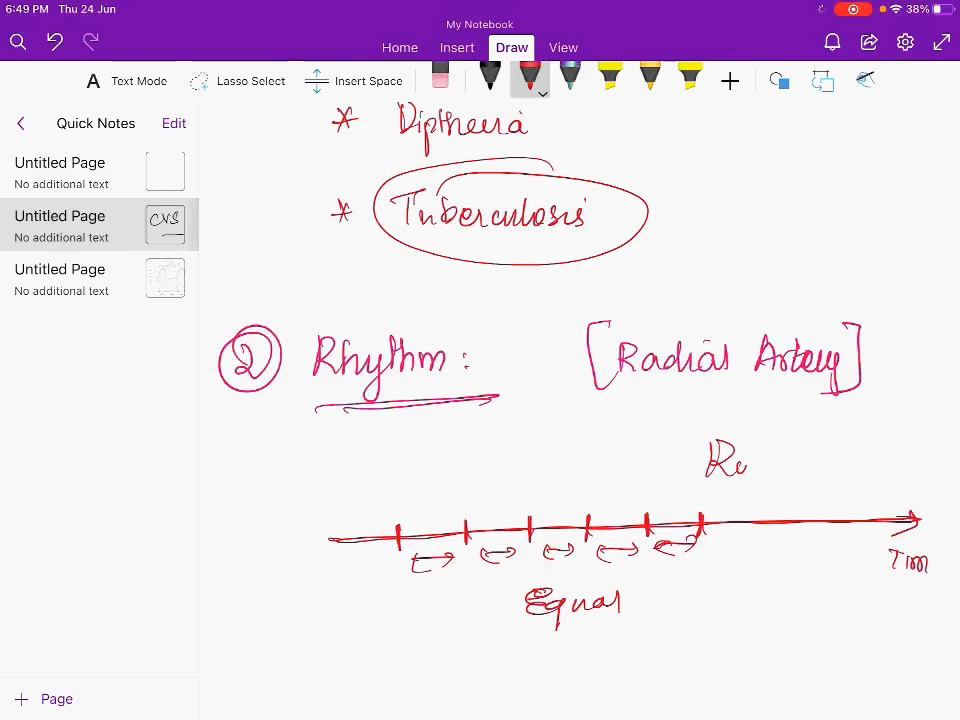 6:49 PM Thu 24 Jun 38%
My Notebook
Home Insert Draw View
Text Mode Lasso Select Insert Space
Quick Notes Edit
Untitled Page
No additional text
Untitled Page
No additional text
CNS
Untitled Page
No additional text
Page
* Diptheria
* Tuberculosis
2 Rhythm: [Radial Artery]
Re
Tim
Equal